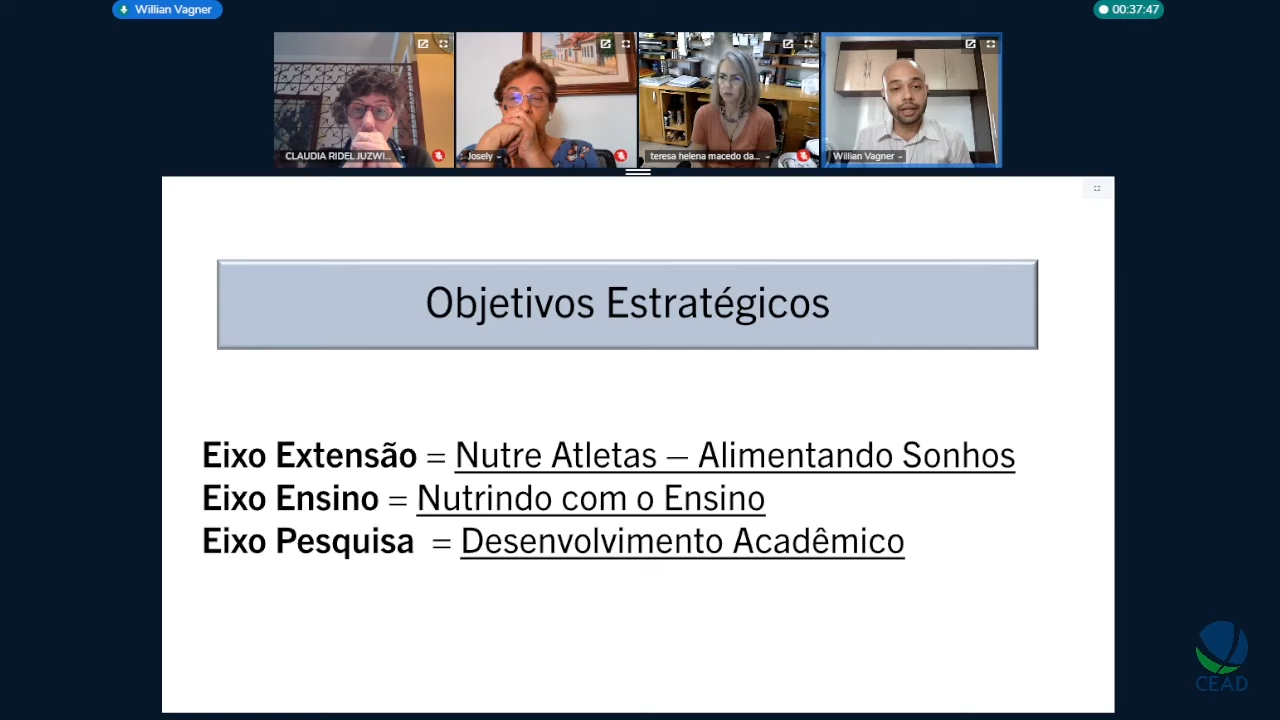 Willian Vagner
00:37:47
CLAUDIA RIDEL JUZWI...
Josely
teresa helena macedo da...
Willian Vagner
Objetivos Estratégicos
Eixo Extensão = Nutre Atletas – Alimentando Sonhos
Eixo Ensino = Nutrindo com o Ensino
Eixo Pesquisa = Desenvolvimento Acadêmico
CEAD